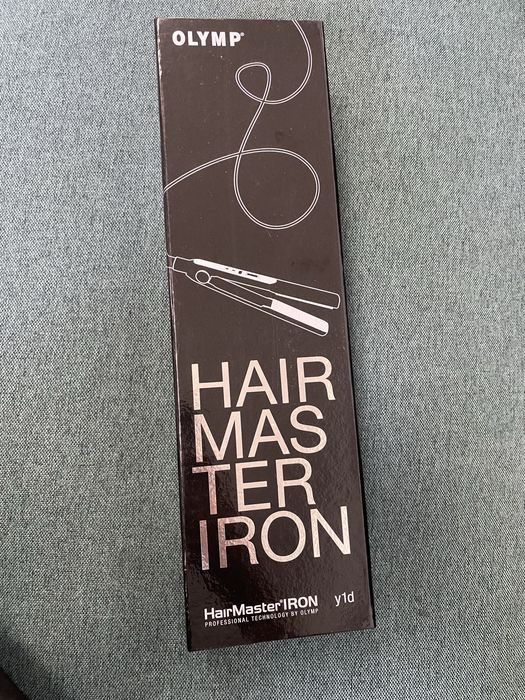 OLYMP®
HAIR
MAS
TER
IRON
HairMaster®IRON y1d
PROFESSIONAL TECHNOLOGY BY OLYMP